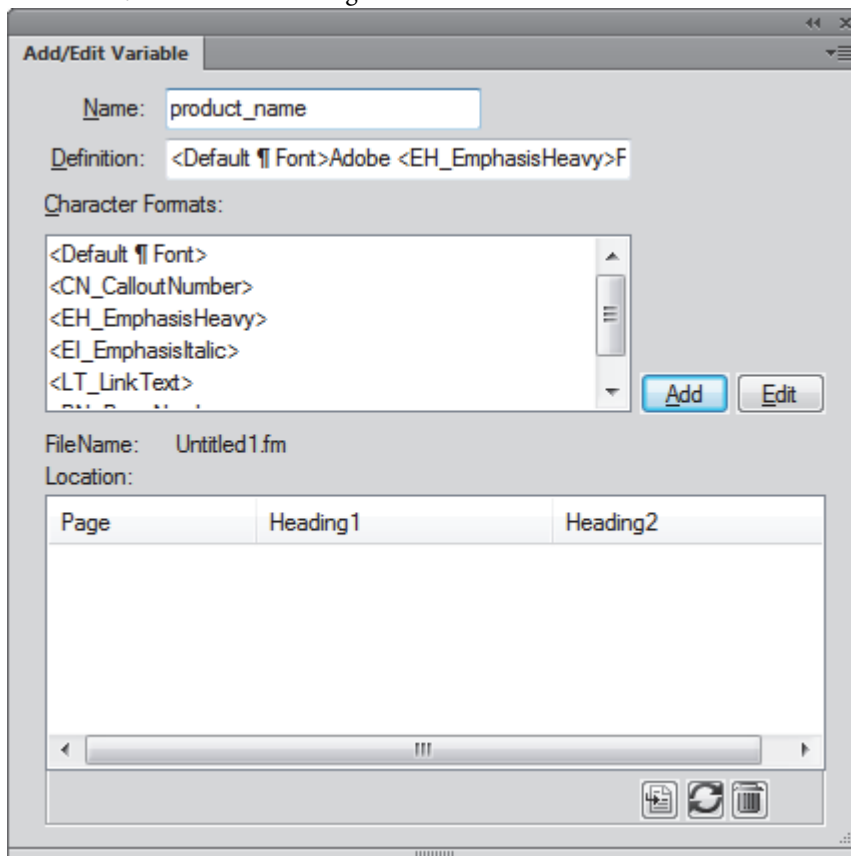 Add/Edit Variable
Name: product_name
Definition: <Default ¶ Font>Adobe <EH_EmphasisHeavy>F
Character Formats:
<Default ¶ Font>
<CN_CalloutNumber>
<EH_EmphasisHeavy>
<EI_EmphasisItalic>
<LT_LinkText>
Add Edit
FileName: Untitled1.fm
Location:
Page Heading1 Heading2